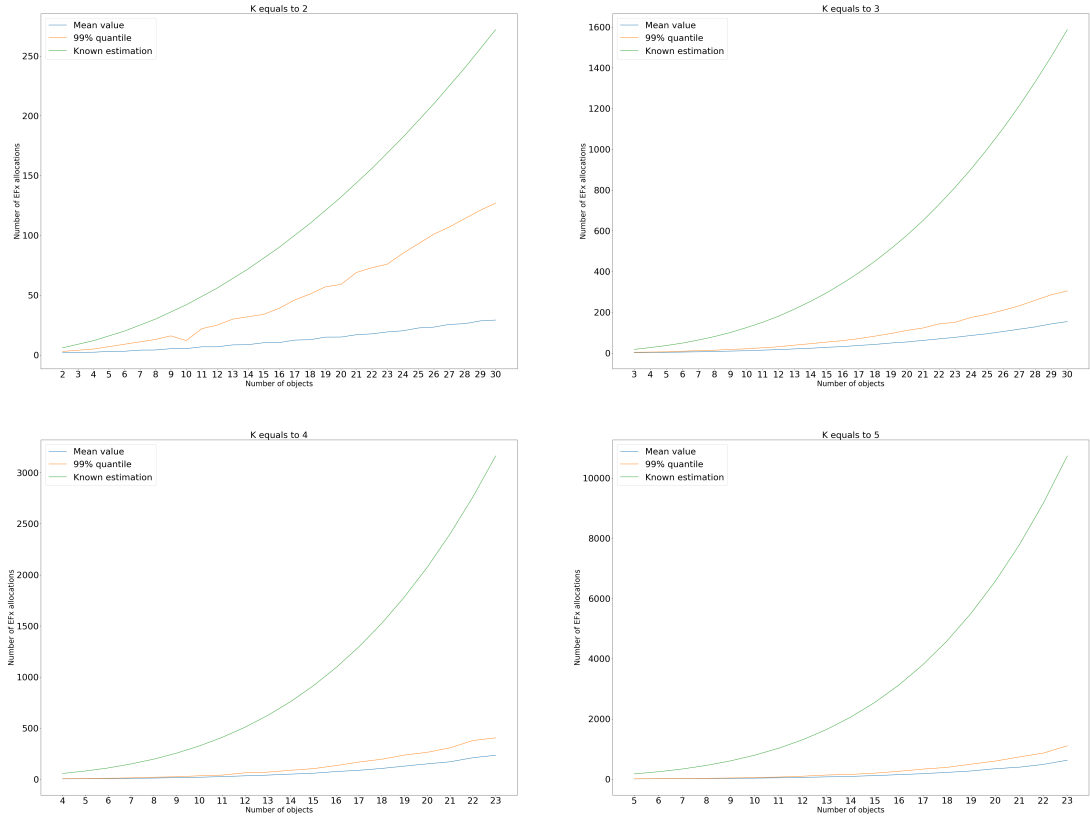 K equals to 2
Mean value
99% quantile
Known estimation
Number of EFx allocations
250
200
150
100
50
0
2 3 4 5 6 7 8 9 10 11 12 13 14 15 16 17 18 19 20 21 22 23 24 25 26 27 28 29 30
Number of objects
K equals to 3
Mean value
99% quantile
Known estimation
Number of EFx allocations
1600
1400
1200
1000
800
600
400
200
0
3 4 5 6 7 8 9 10 11 12 13 14 15 16 17 18 19 20 21 22 23 24 25 26 27 28 29 30
Number of objects
K equals to 4
Mean value
99% quantile
Known estimation
Number of EFx allocations
3000
2500
2000
1500
1000
500
0
4 5 6 7 8 9 10 11 12 13 14 15 16 17 18 19 20 21 22 23
Number of objects
K equals to 5
Mean value
99% quantile
Known estimation
Number of EFx allocations
10000
8000
6000
4000
2000
0
5 6 7 8 9 10 11 12 13 14 15 16 17 18 19 20 21 22 23
Number of objects